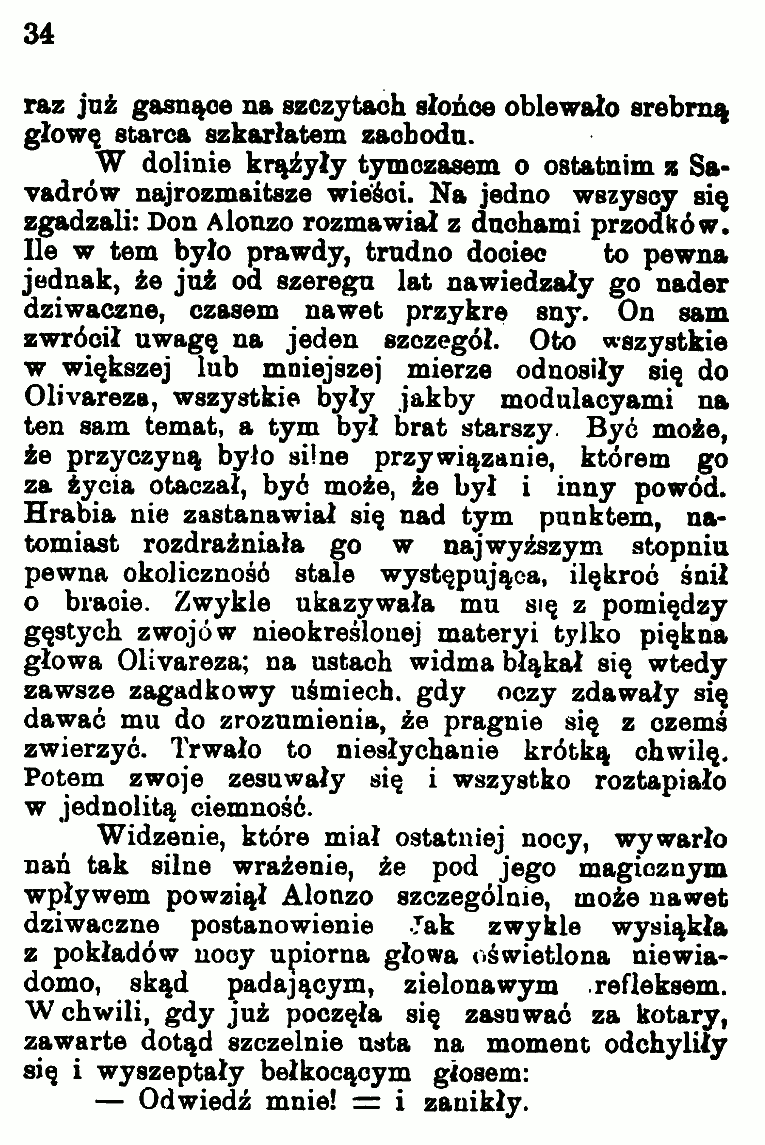 34
raz już gasnące na szczytach słońce oblewało srebrną
głowę starca szkarłatem zachodu.
W dolinie krążyły tymczasem o ostatnim z Sa-
vadrów najrozmaitsze wieści. Na jedno wszyscy się
zgadzali: Don Alonzo rozmawiał z duchami przodków.
Ile w tem było prawdy, trudno dociec to pewna
jednak, że już od szeregu lat nawiedzały go nader
dziwaczne, czasem nawet przykrę sny. On sam
zwrócił uwagę na jeden szczegół. Oto wszystkie
w większej lub mniejszej mierze odnosiły się do
Olivareza, wszystkie były jakby modulacyami na
ten sam temat, a tym był brat starszy. Być może,
że przyczyną było silne przywiązanie, którem go
za życia otaczał, być może, że był i inny powód.
Hrabia nie zastanawiał się nad tym punktem, na-
tomiast rozdrażniała go w najwyższym stopniu
pewna okoliczność stale występująca, ilękroć śnił
o bracie. Zwykle ukazywała mu się z pomiędzy
gęstych zwojów nieokreślonej materyi tylko piękna
głowa Olivareza; na ustach widma błąkał się wtedy
zawsze zagadkowy uśmiech. gdy oczy zdawały się
dawać mu do zrozumienia, że pragnie się z czemś
zwierzyć. Trwało to niesłychanie krótką chwilę.
Potem zwoje zesuwały się i wszystko roztapiało
w jednolitą ciemność.
Widzenie, które miał ostatniej nocy, wywarło
nań tak silne wrażenie, że pod jego magicznym
wpływem powziął Alonzo szczególnie, może nawet
dziwaczne postanowienie Jak zwykle wysiąkła
z pokładów nocy upiorna głowa oświetlona niewia-
domo, skąd padającym, zielonawym refleksem.
W chwili, gdy już poczęła się zasuwać za kotary,
zawarte dotąd szczelnie usta na moment odchyliły
się i wyszeptały bełkocącym głosem:
— Odwiedź mnie! = i zanikły.